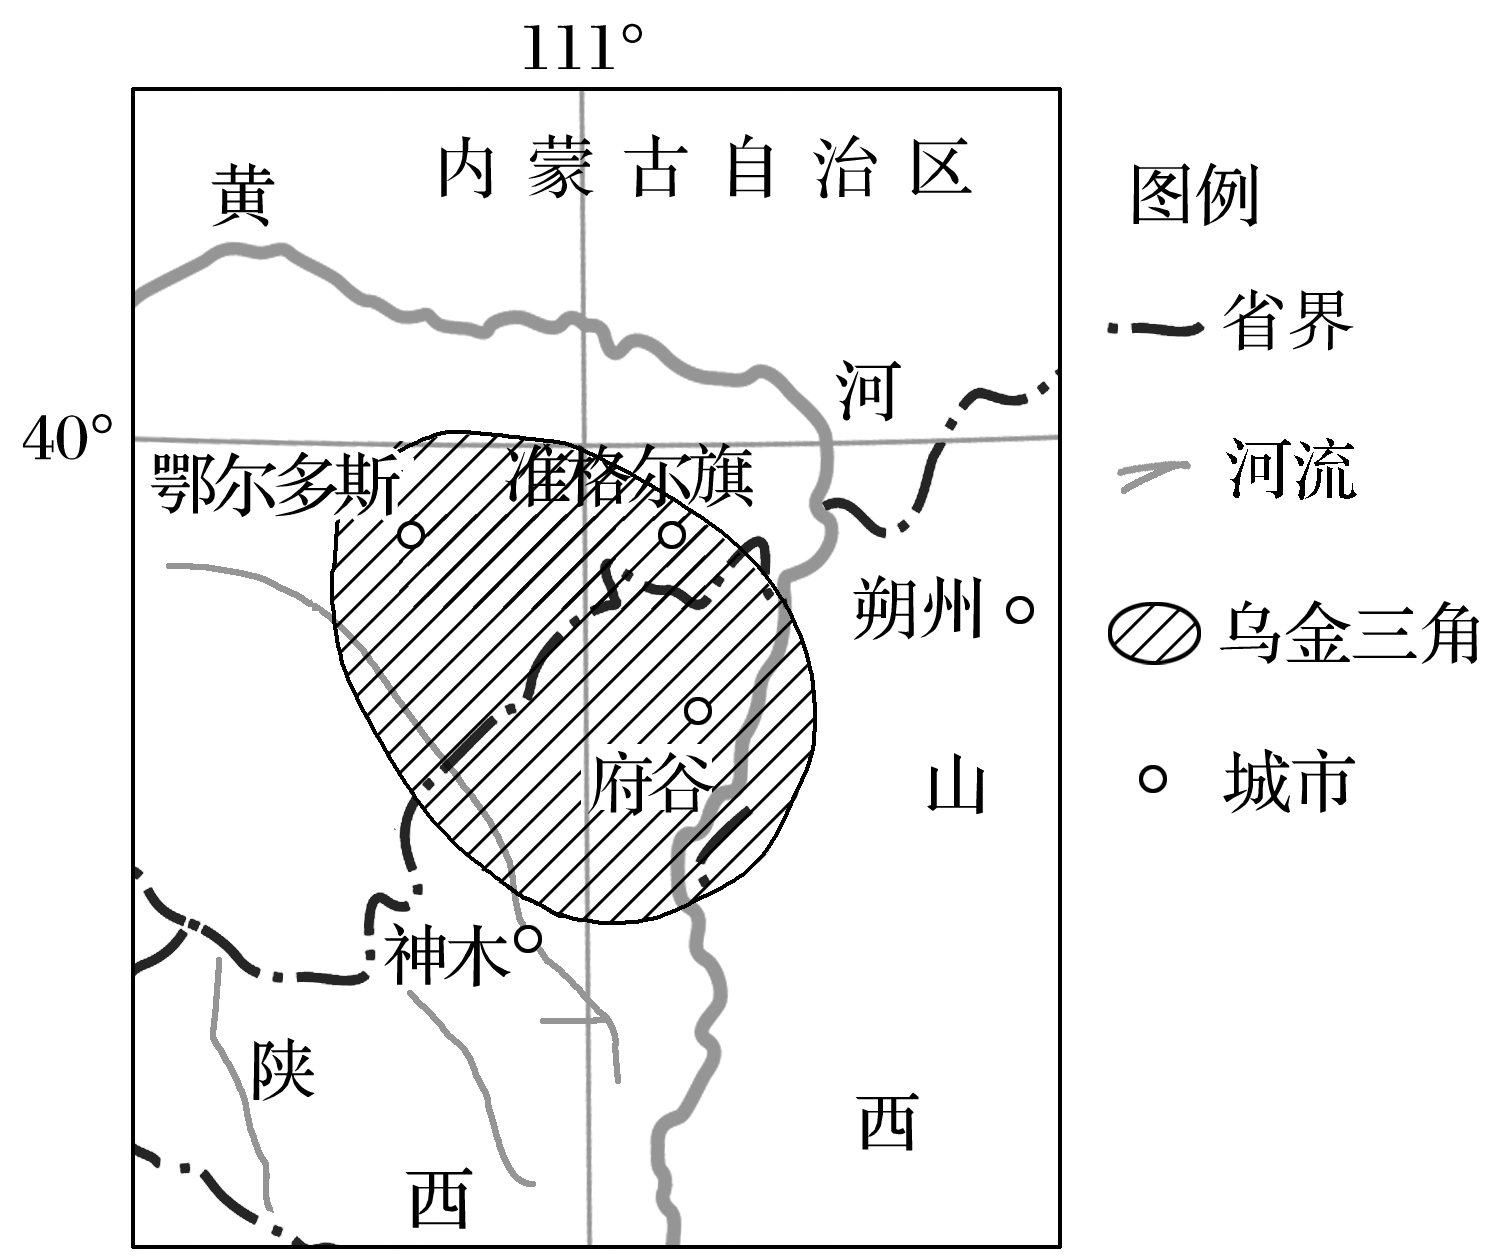 111°
内蒙古自治区
黄
河
40°
鄂尔多斯
准格尔旗
朔州
府谷
山
神木
陕
西
西
图例
省界
河流
乌金三角
城市